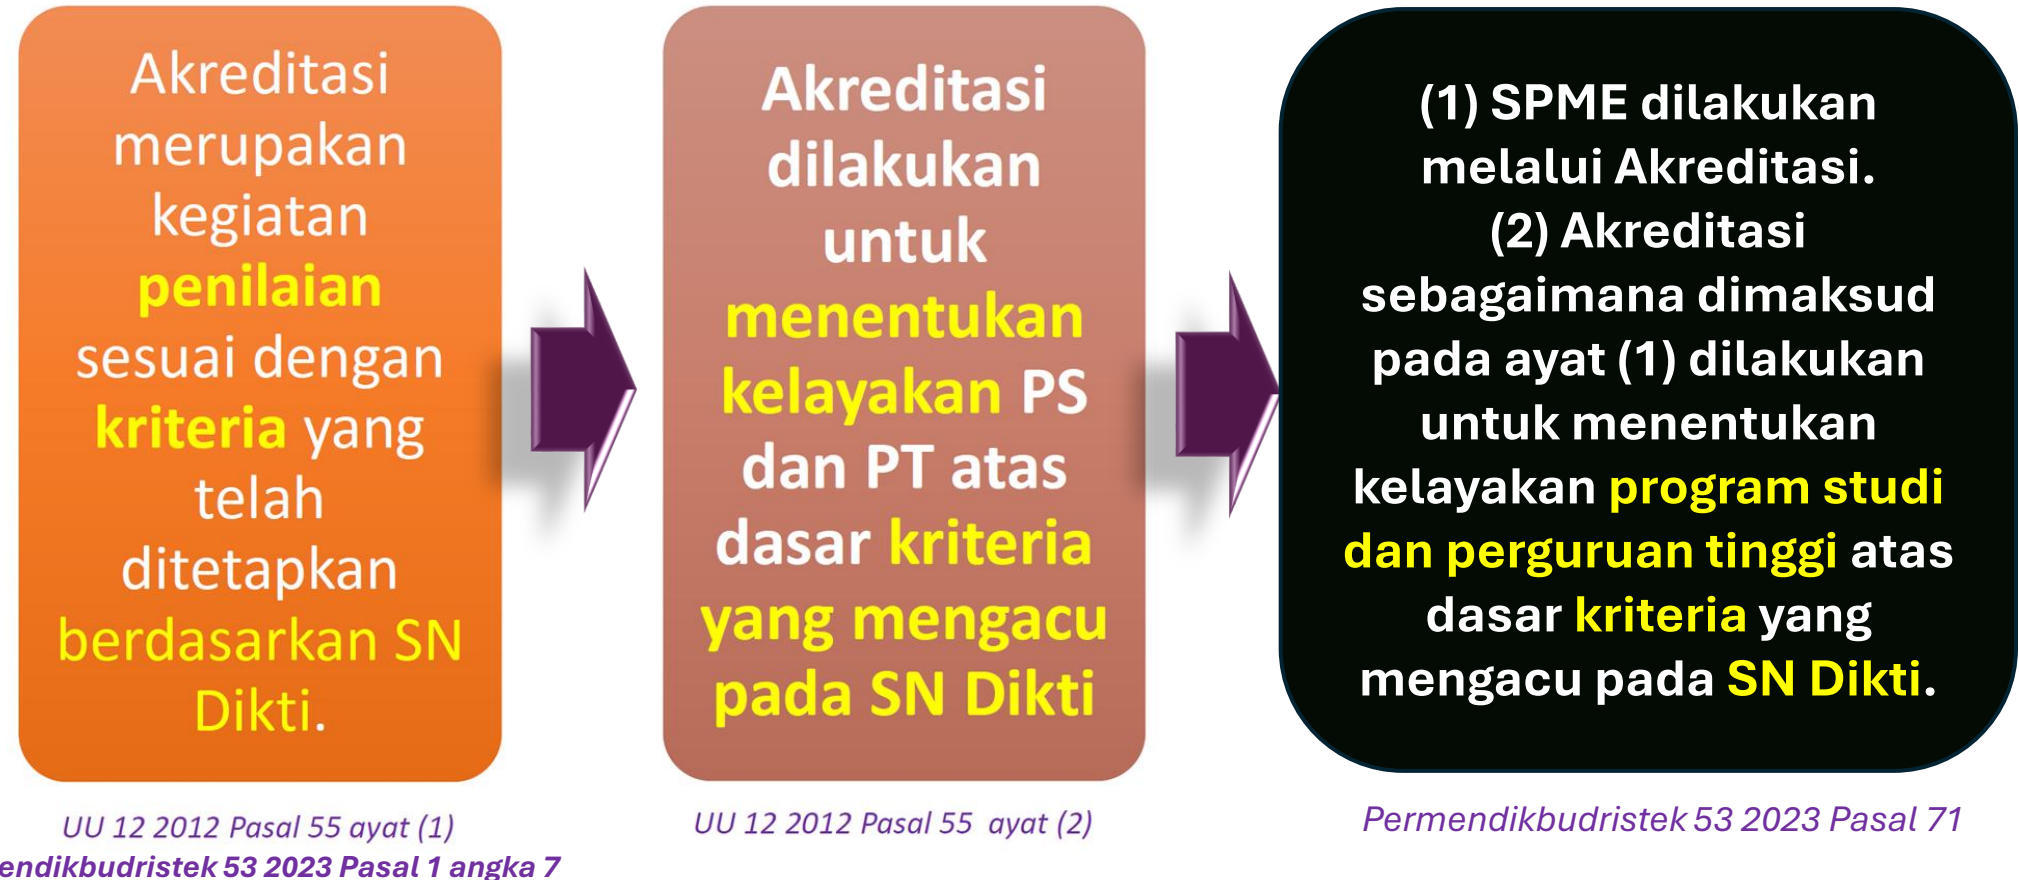 Akreditasi
merupakan
kegiatan
penilaian
sesuai dengan
kriteria yang
telah
ditetapkan
berdasarkan SN
Dikti.
UU 12 2012 Pasal 55 ayat (1)
endikbudristek 53 2023 Pasal 1 angka 7
Akreditasi
dilakukan
untuk
menentukan
kelayakan PS
dan PT atas
dasar kriteria
yang mengacu
pada SN Dikti
UU 12 2012 Pasal 55 ayat (2)
(1) SPME dilakukan
melalui Akreditasi.
(2) Akreditasi
sebagaimana dimaksud
pada ayat (1) dilakukan
untuk menentukan
kelayakan program studi
dan perguruan tinggi atas
dasar kriteria yang
mengacu pada SN Dikti.
Permendikbudristek 53 2023 Pasal 71